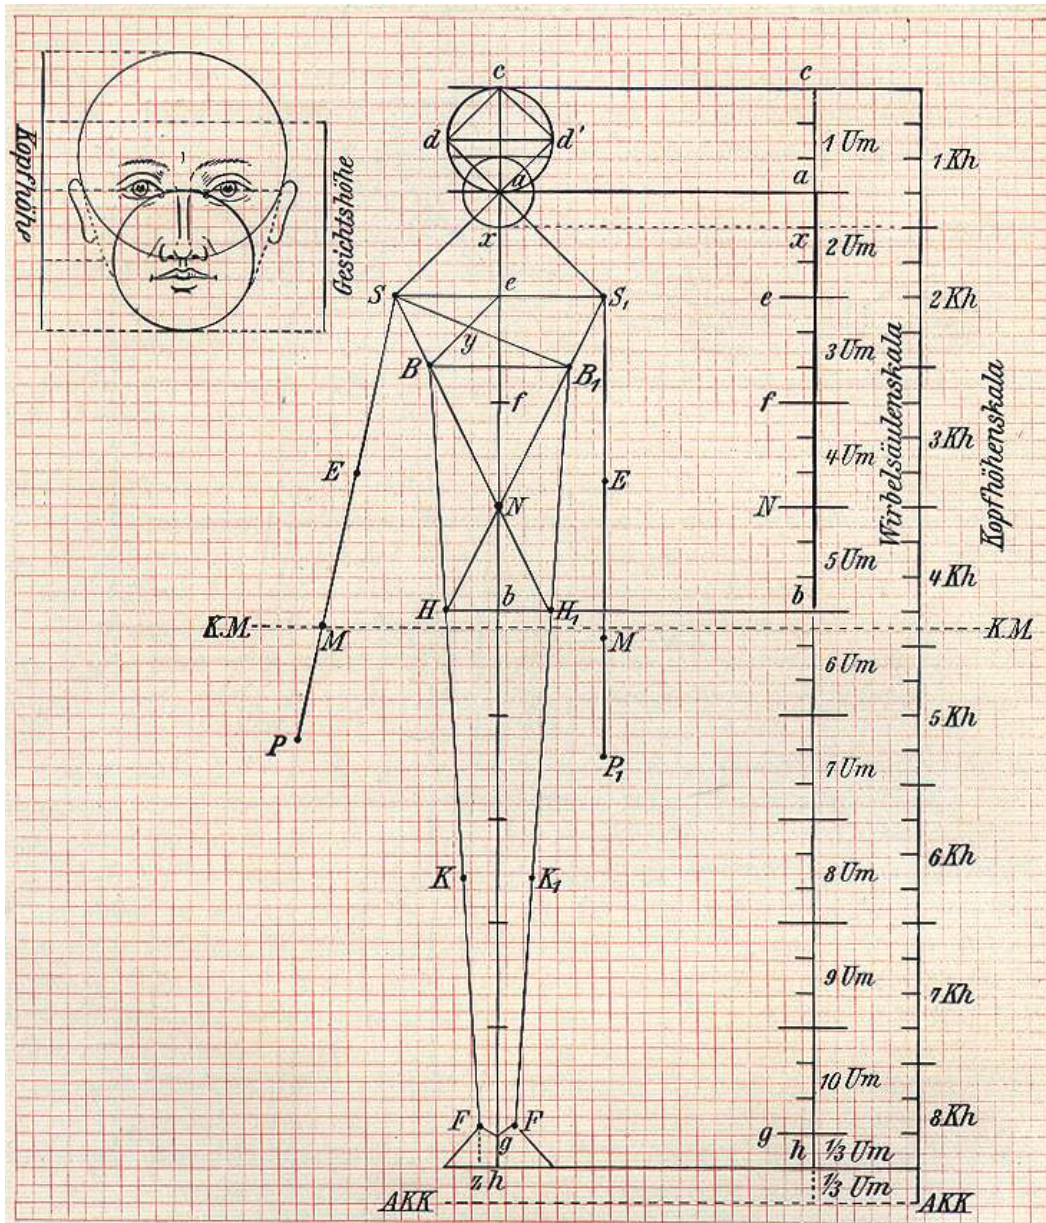 c c
d d' 1 Um
1 Kh
a a
Kopfhöhe
Gesichtshöhe
x x 2 Um
S e S₁ e 2 Kh
y 3 Um
B B₁
f f
3 Kh
4 Um
E E
Wirbelsäulenskala
Kopfhöhenskala
N N
5 Um
4 Kh
H b H₁ b
K.M. M M K.M.
6 Um
5 Kh
P P₁ 7 Um
6 Kh
K K₁ 8 Um
9 Um
7 Kh
10 Um
F F 8 Kh
g g h 1/3 Um
z h 1/3 Um
AKK AKK